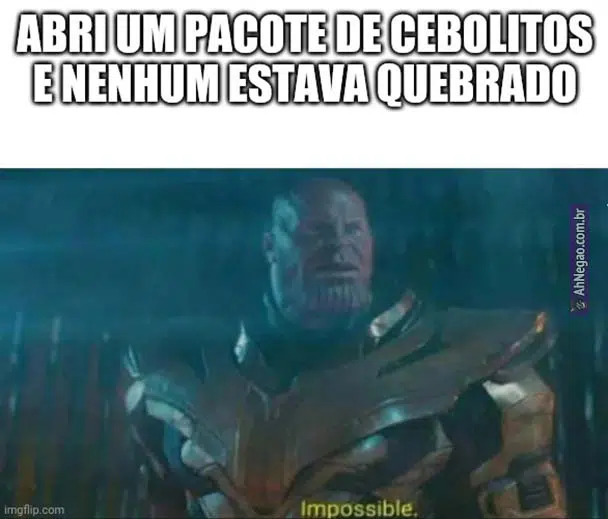 ABRI UM PACOTE DE CEBOLITOS
E NENHUM ESTAVA QUEBRADO
AhNegao.com.br
Impossible.
imgflip.com